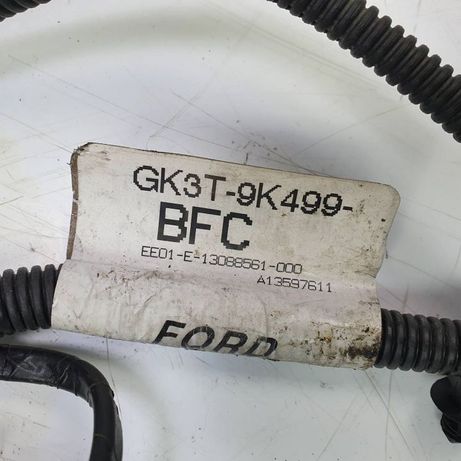 GK3T-9K499-
BFC
EE01-E-13088561-000
A13597611
FORD